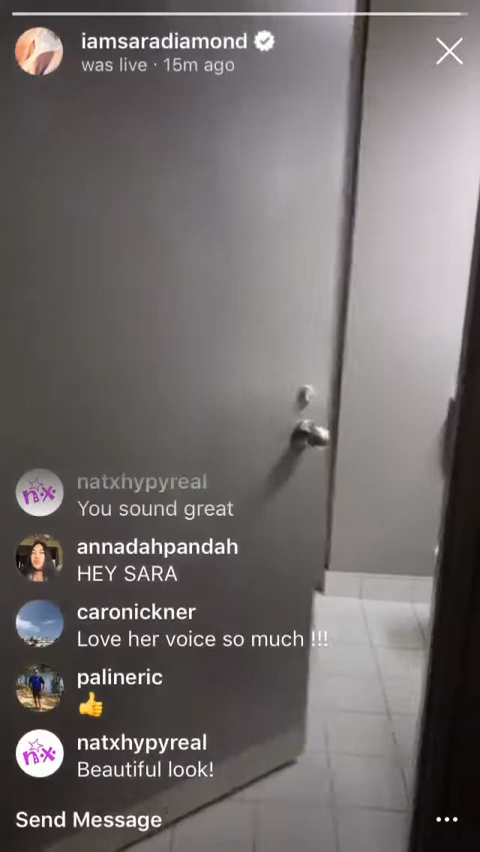 iamsaradiamond
was live · 15m ago
natxhypyreal
You sound great
annadahpandah
HEY SARA
caronickner
Love her voice so much !!!
palineric
👍
natxhypyreal
Beautiful look!
Send Message